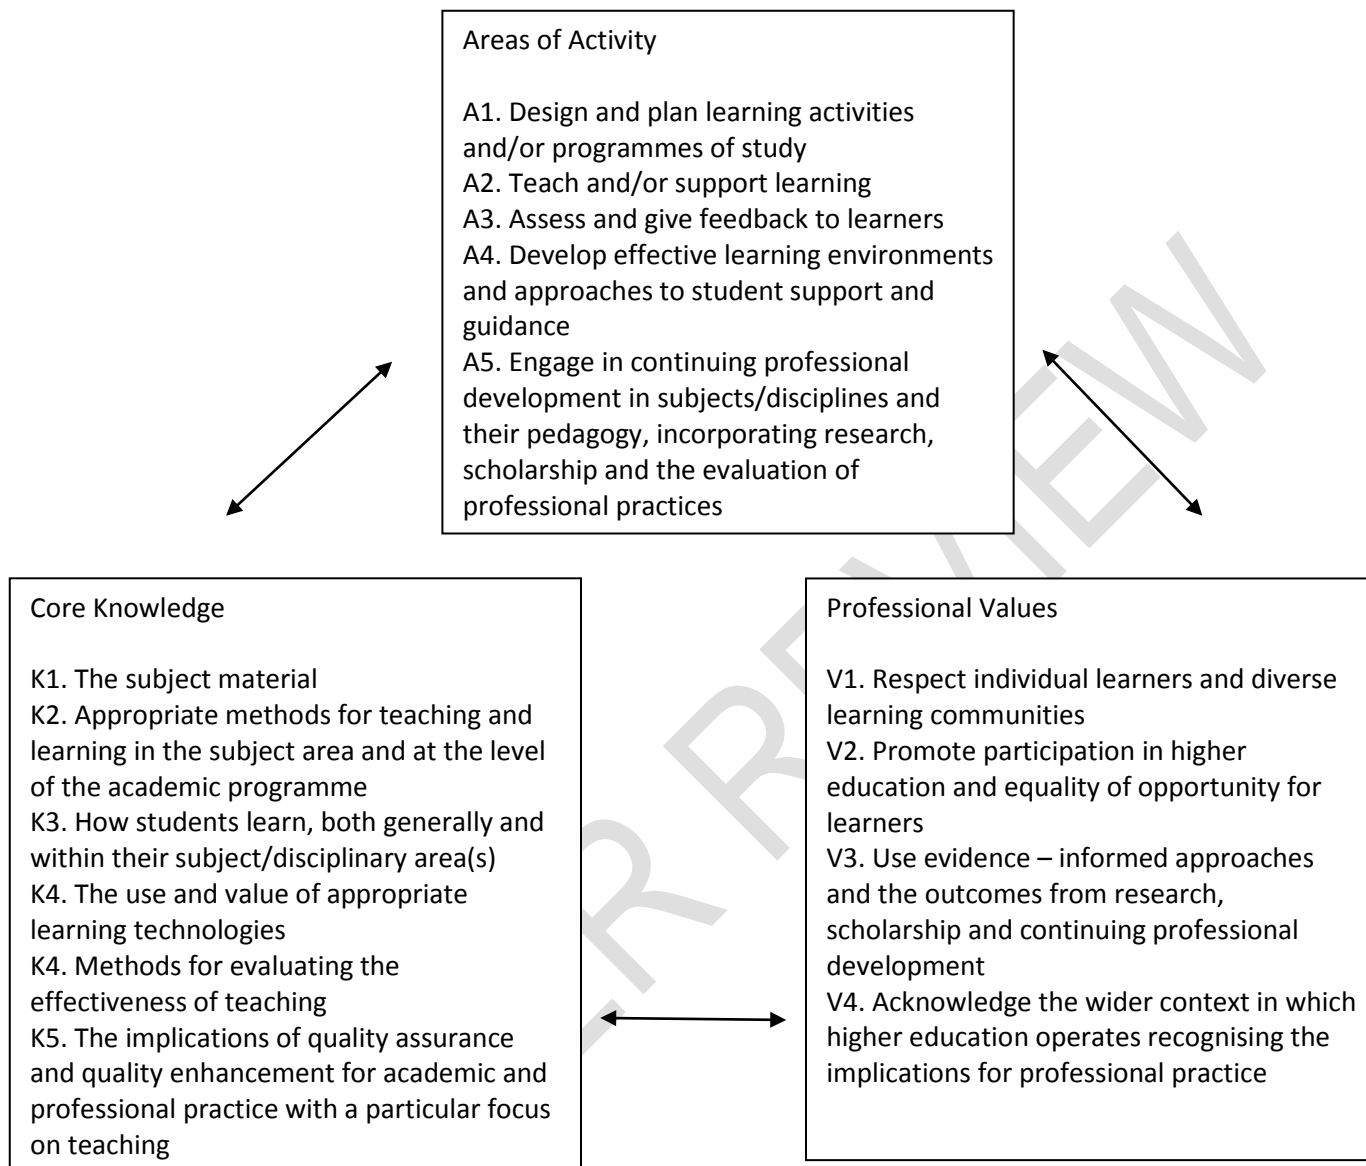 Areas of Activity
A1. Design and plan learning activities
and/or programmes of study
A2. Teach and/or support learning
A3. Assess and give feedback to learners
A4. Develop effective learning environments
and approaches to student support and
guidance
A5. Engage in continuing professional
development in subjects/disciplines and
their pedagogy, incorporating research,
scholarship and the evaluation of
professional practices
Core Knowledge
K1. The subject material
K2. Appropriate methods for teaching and
learning in the subject area and at the level
of the academic programme
K3. How students learn, both generally and
within their subject/disciplinary area(s)
K4. The use and value of appropriate
learning technologies
K4. Methods for evaluating the
effectiveness of teaching
K5. The implications of quality assurance
and quality enhancement for academic and
professional practice with a particular focus
on teaching
Professional Values
V1. Respect individual learners and diverse
learning communities
V2. Promote participation in higher
education and equality of opportunity for
learners
V3. Use evidence – informed approaches
and the outcomes from research,
scholarship and continuing professional
development
V4. Acknowledge the wider context in which
higher education operates recognising the
implications for professional practice
ER REVIEW